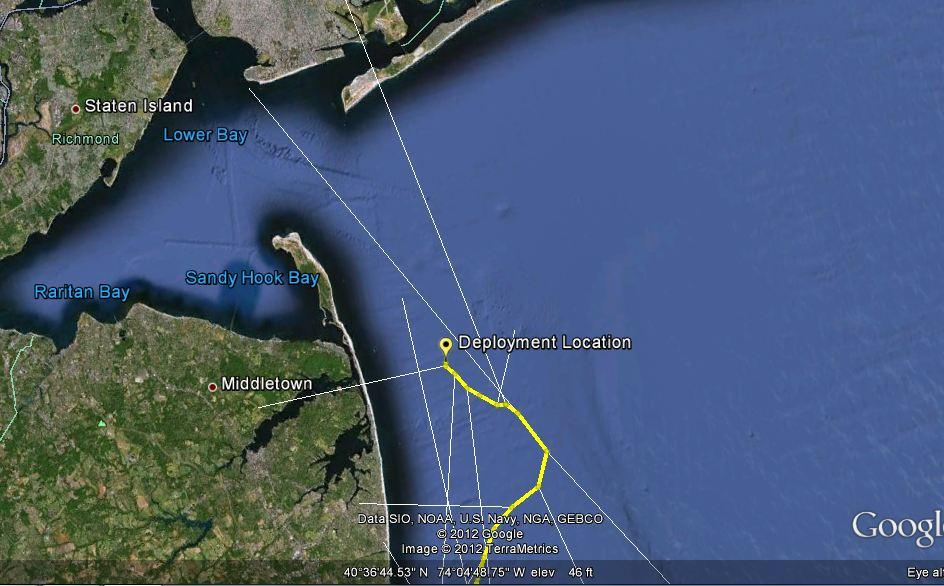 Staten Island
Richmond
Lower Bay
Sandy Hook Bay
Raritan Bay
Deployment Location
Middletown
Data SIO, NOAA, U.S. Navy, NGA, GEBCO
© 2012 Google
Image © 2012 TerraMetrics
Google
40°36'44.53" N 74°04'48.75" W elev 46 ft
Eye alt